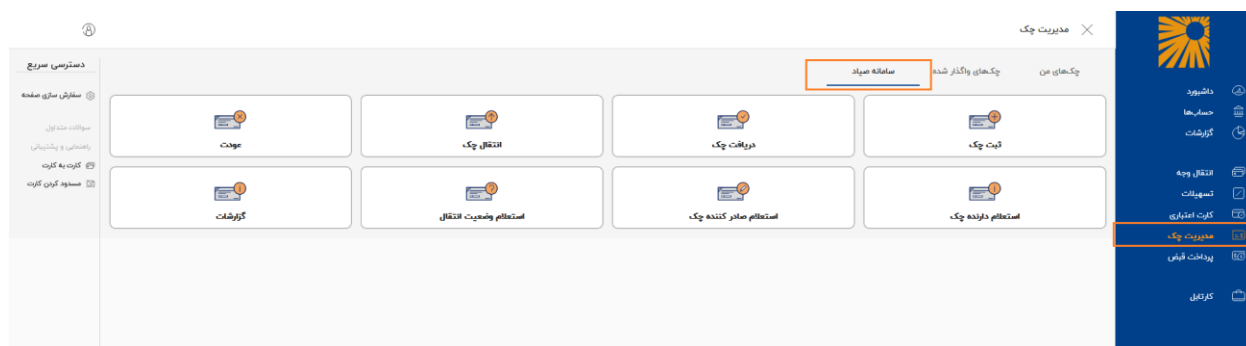 مدیریت چک
چک‌های من
چک‌های واگذار شده
سامانه صیاد
ثبت چک
دریافت چک
انتقال چک
عودت
استعلام دارنده چک
استعلام صادر کننده چک
استعلام وضعیت انتقال
گزارشات
داشبورد
حساب‌ها
گزارشات
انتقال وجه
تسهیلات
کارت اعتباری
مدیریت چک
پرداخت قبض
کارتابل
دسترسی سریع
سفارش سازی صفحه
سوالات متداول
راهنمایی و پشتیبانی
کارت به کارت
مسدود کردن کارت